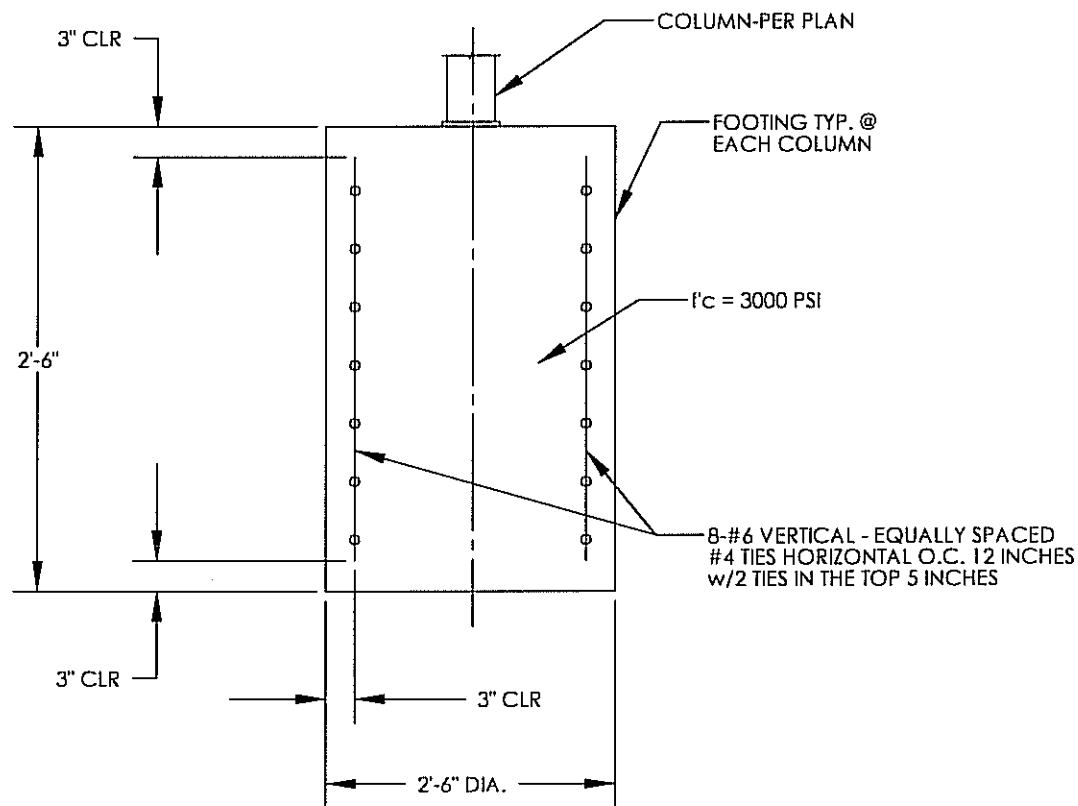 COLUMN-PER PLAN
3" CLR
FOOTING TYP. @
EACH COLUMN
f'c = 3000 PSI
2'-6"
8-#6 VERTICAL - EQUALLY SPACED
#4 TIES HORIZONTAL O.C. 12 INCHES
w/2 TIES IN THE TOP 5 INCHES
3" CLR
3" CLR
2'-6" DIA.